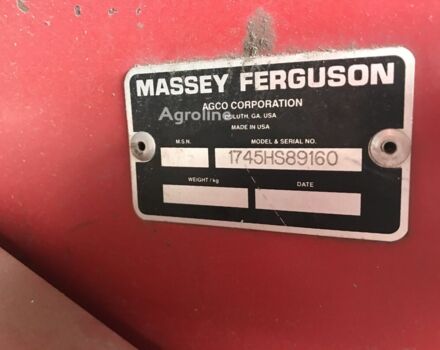 MASSEY FERGUSON
AGCO CORPORATION
Agroline
DULUTH, GA. USA
MADE IN USA
M.S.N.
MODEL & SERIAL NO.
1745HS89160
WEIGHT / kg
DATE